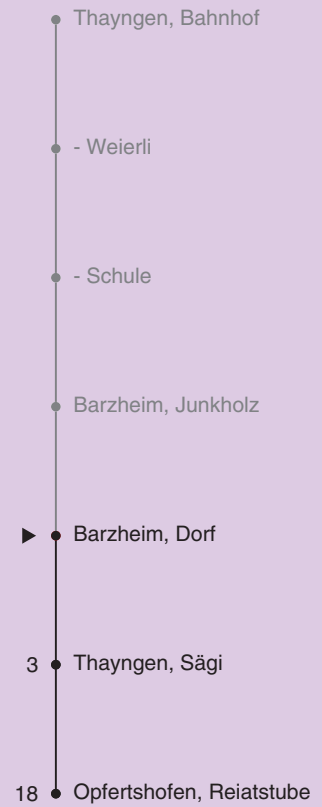 Thayngen, Bahnhof
- Weierli
- Schule
Barzheim, Junkholz
Barzheim, Dorf
3 Thayngen, Sägi
18 Opfertshofen, Reiatstube